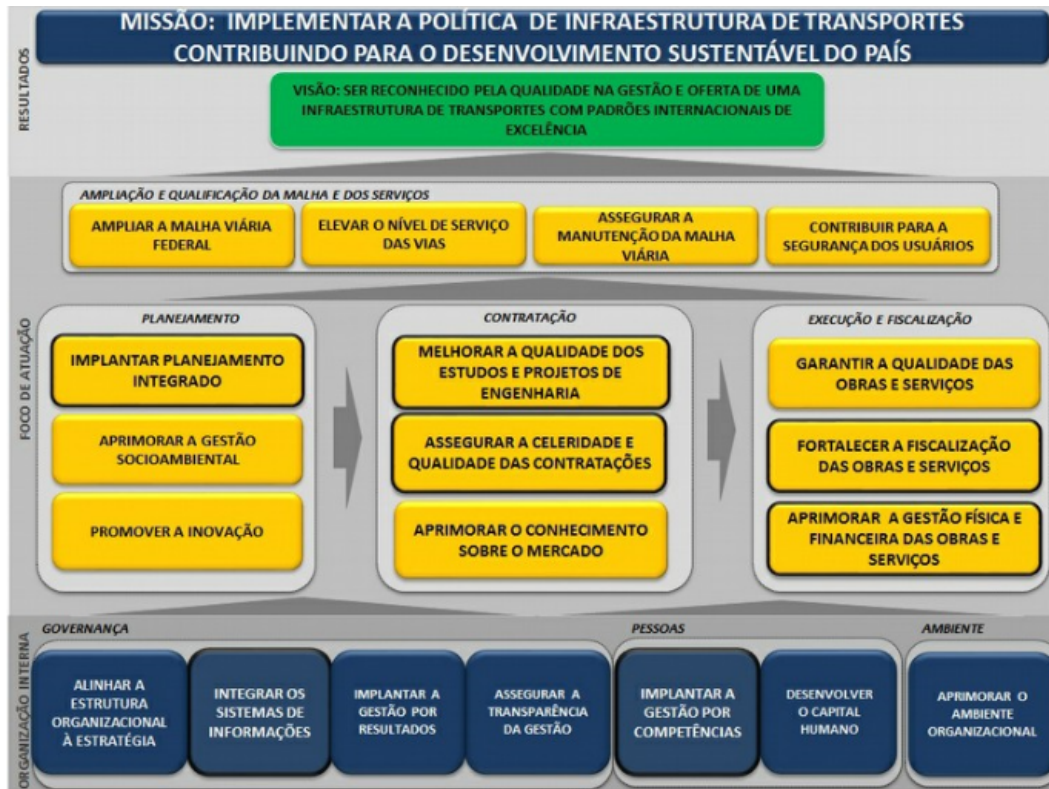 MISSÃO: IMPLEMENTAR A POLÍTICA DE INFRAESTRUTURA DE TRANSPORTES
CONTRIBUINDO PARA O DESENVOLVIMENTO SUSTENTÁVEL DO PAÍS
RESULTADOS
VISÃO: SER RECONHECIDO PELA QUALIDADE NA GESTÃO E OFERTA DE UMA
INFRAESTRUTURA DE TRANSPORTES COM PADRÕES INTERNACIONAIS DE
EXCELÊNCIA
FOCO DE ATUAÇÃO
AMPLIAÇÃO E QUALIFICAÇÃO DA MALHA E DOS SERVIÇOS
AMPLIAR A MALHA VIÁRIA
FEDERAL
ELEVAR O NÍVEL DE SERVIÇO
DAS VIAS
ASSEGURAR A
MANUTENÇÃO DA MALHA
VIÁRIA
CONTRIBUIR PARA A
SEGURANÇA DOS USUÁRIOS
PLANEJAMENTO
IMPLANTAR PLANEJAMENTO
INTEGRADO
APRIMORAR A GESTÃO
SOCIOAMBIENTAL
PROMOVER A INOVAÇÃO
CONTRATAÇÃO
MELHORAR A QUALIDADE DOS
ESTUDOS E PROJETOS DE
ENGENHARIA
ASSEGURAR A CELERIDADE E
QUALIDADE DAS CONTRATAÇÕES
APRIMORAR O CONHECIMENTO
SOBRE O MERCADO
EXECUÇÃO E FISCALIZAÇÃO
GARANTIR A QUALIDADE DAS
OBRAS E SERVIÇOS
FORTALECER A FISCALIZAÇÃO
DAS OBRAS E SERVIÇOS
APRIMORAR A GESTÃO FÍSICA E
FINANCEIRA DAS OBRAS E
SERVIÇOS
ORGANIZAÇÃO INTERNA
GOVERNANÇA
ALINHAR A
ESTRUTURA
ORGANIZACIONAL
À ESTRATÉGIA
INTEGRAR OS
SISTEMAS DE
INFORMAÇÕES
IMPLANTAR A
GESTÃO POR
RESULTADOS
ASSEGURAR A
TRANSPARÊNCIA
DA GESTÃO
PESSOAS
IMPLANTAR A
GESTÃO POR
COMPETÊNCIAS
DESENVOLVER
O CAPITAL
HUMANO
AMBIENTE
APRIMORAR O
AMBIENTE
ORGANIZACIONAL